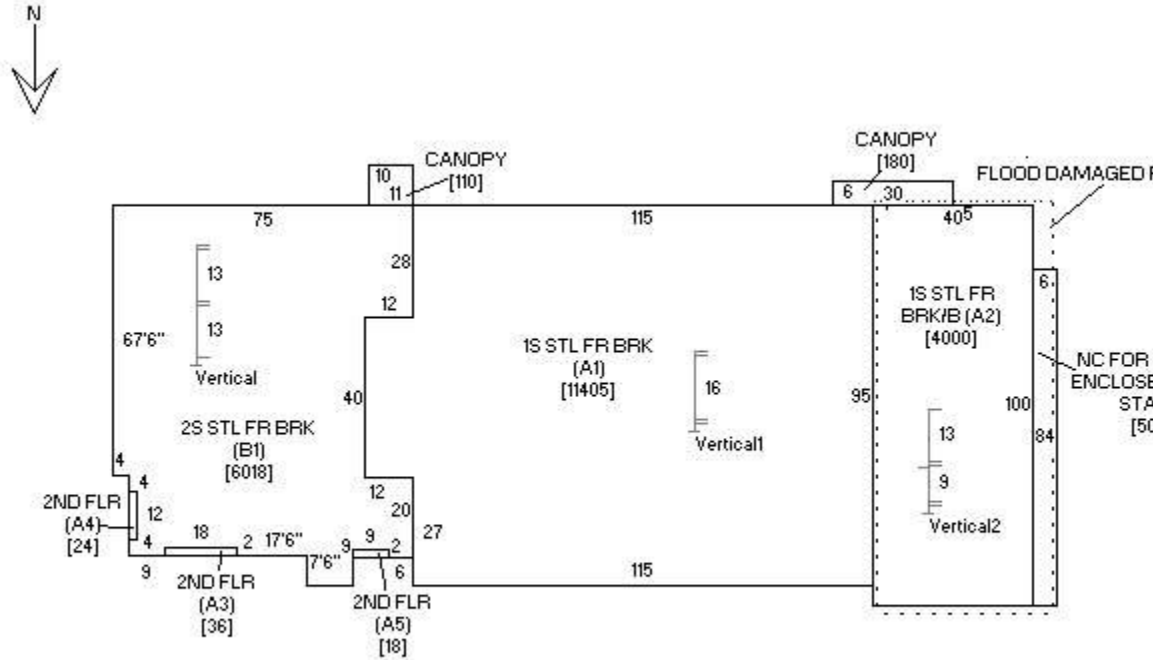 N
CANOPY
[110]
10
11
CANOPY
[180]
6
30
FLOOD DAMAGED
75
115
40
5
28
12
13
13
Vertical
67'6"
40
2S STL FR BRK
(B1)
[6018]
1S STL FR BRK
(A1)
[11405]
16
Vertical1
95
1S STL FR
BRK/B (A2)
[4000]
6
NC FOR
[50
100
84
13
9
Vertical2
4
4
12
4
9
2ND FLR
(A4)
[24]
18
2
17'6"
2ND FLR
(A3)
[36]
7'6"
9
9
2
12
20
27
6
2ND FLR
(A5)
[18]
115